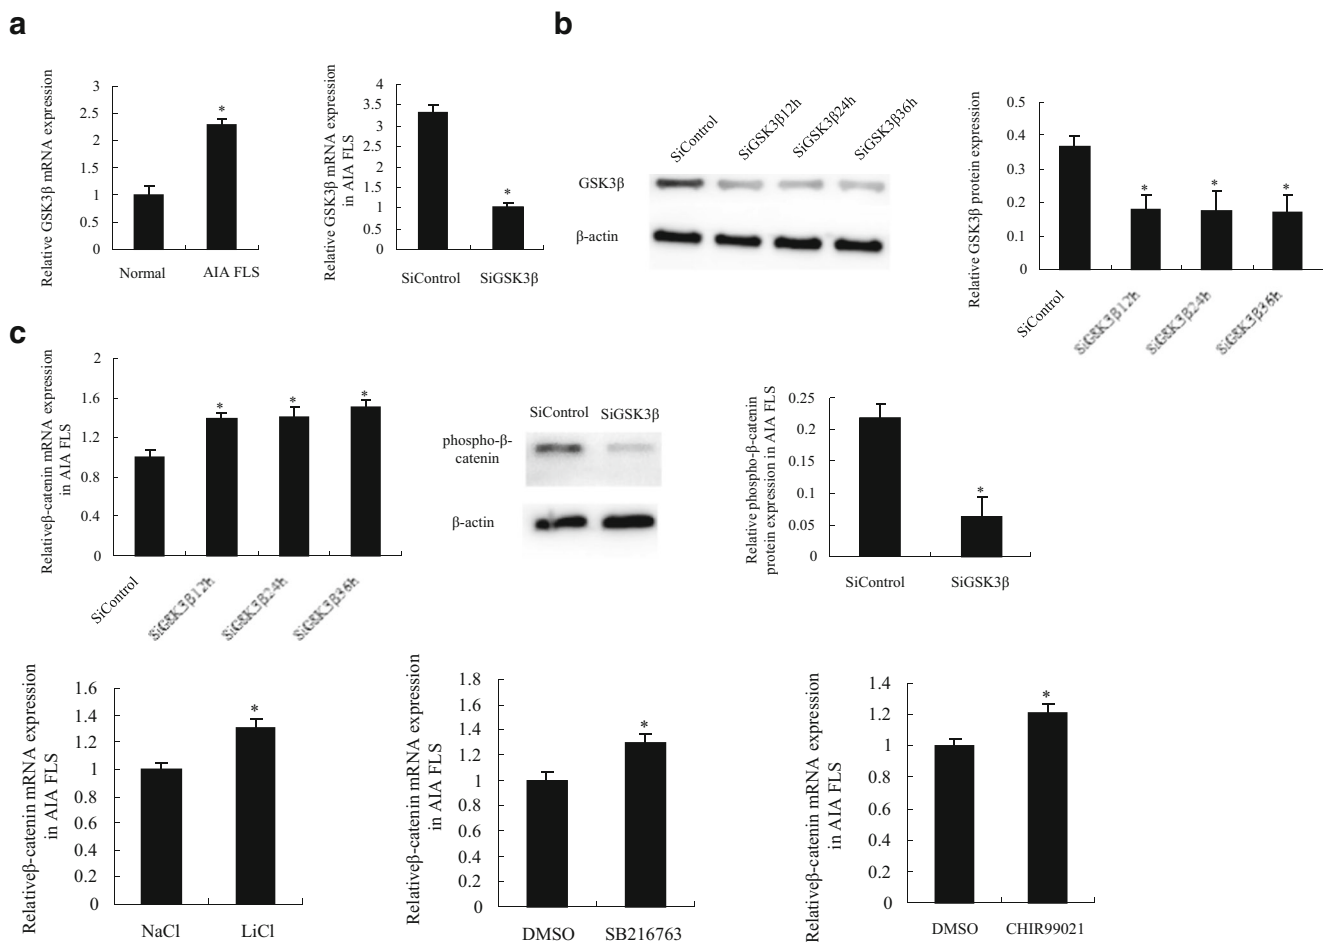 a
b
Relative GSK3β mRNA expression
3
2.5
2
1.5
1
0.5
0
*
Normal AIA FLS
Relative GSK3β mRNA expression
in AIA FLS
4
3.5
3
2.5
2
1.5
1
0.5
0
*
SiControl SiGSK3β
SiControl
SiGSK3β12h
SiGSK3β24h
SiGSK3β36h
GSK3β
β-actin
Relative GSK3β protein expression
0.5
0.4
0.3
0.2
0.1
0
* * *
SiControl
SiGSK3β12h
SiGSK3β24h
SiGSK3β36h
c
Relativeβ-catenin mRNA expression
in AIA FLS
2
1.6
1.2
0.8
0.4
0
* * *
SiControl
SiGSK3β12h
SiGSK3β24h
SiGSK3β36h
SiControl SiGSK3β
phospho-β-
catenin
β-actin
Relative phospho-β-catenin
protein expression in AIA FLS
0.25
0.2
0.15
0.1
0.05
0
*
SiControl SiGSK3β
Relativeβ-catenin mRNA expression
in AIA FLS
1.6
1.4
1.2
1
0.8
0.6
0.4
0.2
0
*
NaCl LiCl
Relativeβ-catenin mRNA expression
in AIA FLS
1.8
1.6
1.4
1.2
1
0.8
0.6
0.4
0.2
0
*
DMSO SB216763
Relativeβ-catenin mRNA expression
in AIA FLS
1.4
1.2
1
0.8
0.6
0.4
0.2
0
*
DMSO CHIR99021